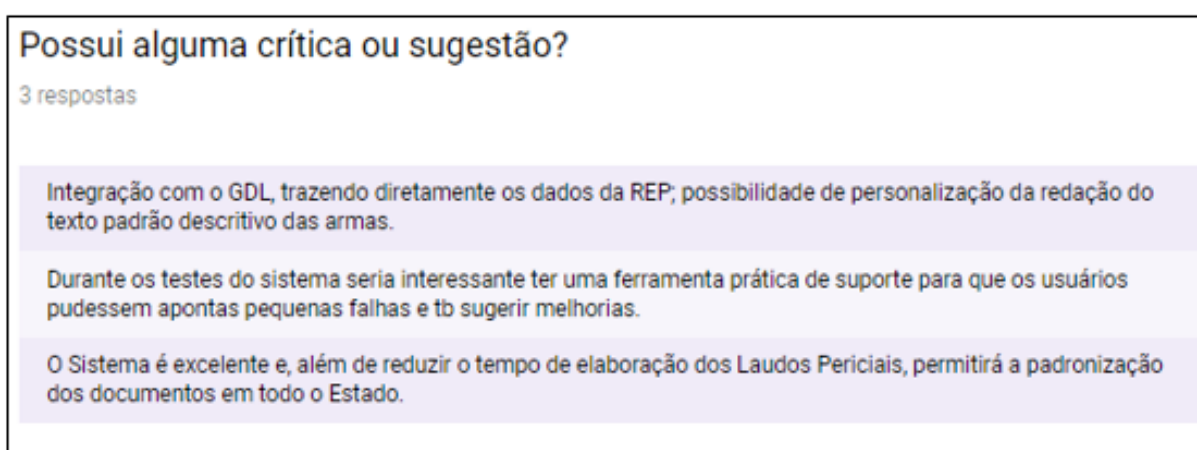 Possui alguma crítica ou sugestão?
3 respostas
Integração com o GDL, trazendo diretamente os dados da REP; possibilidade de personalização da redação do
texto padrão descritivo das armas.
Durante os testes do sistema seria interessante ter uma ferramenta prática de suporte para que os usuários
pudessem apontas pequenas falhas e tb sugerir melhorias.
O Sistema é excelente e, além de reduzir o tempo de elaboração dos Laudos Periciais, permitirá a padronização
dos documentos em todo o Estado.